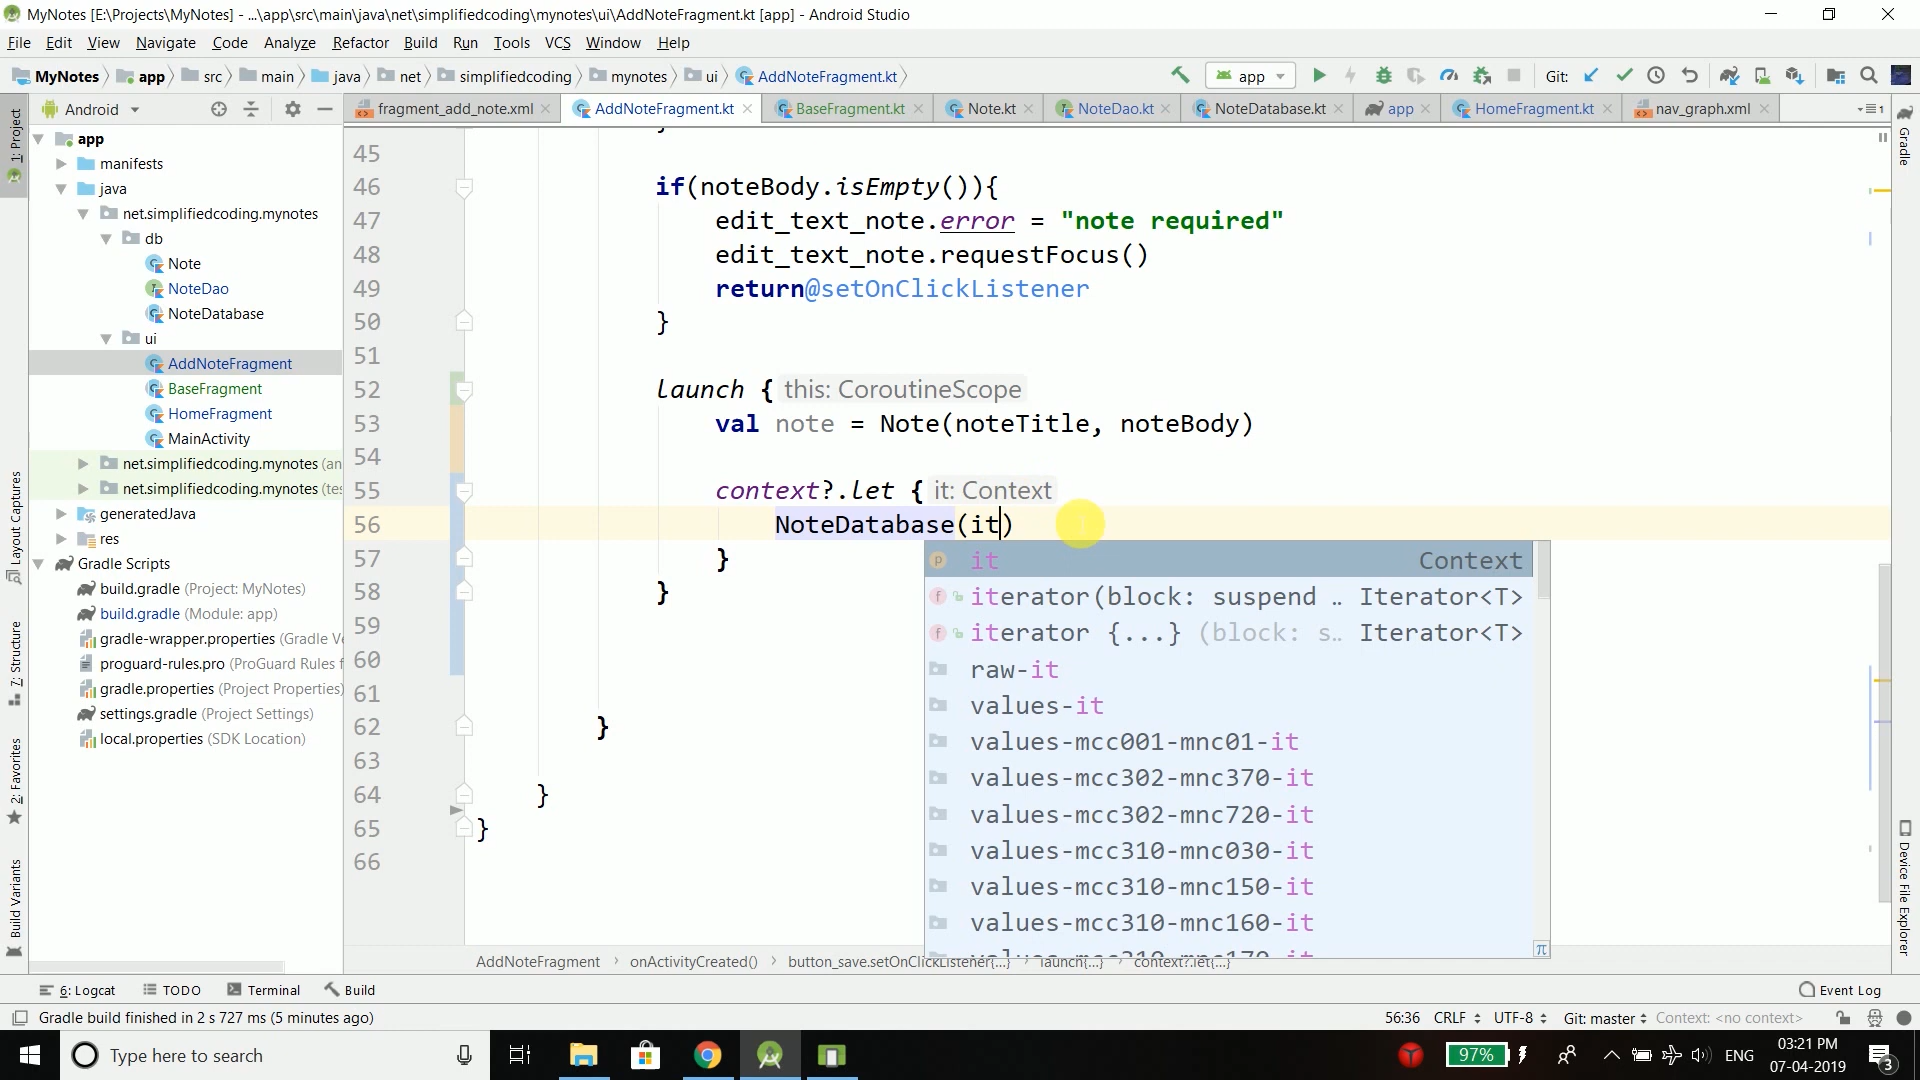 MyNotes [E:\Projects\MyNotes] - ...\app\src\main\java\net\simplifiedcoding\mynotes\ui\AddNoteFragment.kt [app] - Android Studio
File Edit View Navigate Code Analyze Refactor Build Run Tools VCS Window Help
MyNotes app src main java net simplifiedcoding mynotes ui AddNoteFragment.kt app Git:
Android fragment_add_note.xml AddNoteFragment.kt BaseFragment.kt Note.kt NoteDao.kt NoteDatabase.kt app HomeFragment.kt nav_graph.xml
1: Project
Layout Captures
7: Structure
2: Favorites
Build Variants
app
manifests
java
net.simplifiedcoding.mynotes
db
Note
NoteDao
NoteDatabase
ui
AddNoteFragment
BaseFragment
HomeFragment
MainActivity
net.simplifiedcoding.mynotes (an
net.simplifiedcoding.mynotes (te
generatedJava
res
Gradle Scripts
build.gradle (Project: MyNotes)
build.gradle (Module: app)
gradle-wrapper.properties (Gradle Ve
proguard-rules.pro (ProGuard Rules f
gradle.properties (Project Properties)
settings.gradle (Project Settings)
local.properties (SDK Location)
45
46 if(noteBody.isEmpty()){
47 edit_text_note.error = "note required"
48 edit_text_note.requestFocus()
49 return@setOnClickListener
50 }
51
52 launch { this: CoroutineScope
53 val note = Note(noteTitle, noteBody)
54
55 context?.let { it: Context
56 NoteDatabase(it)
57 }
58 }
59
60
61
62 }
63
64 }
65 }
66
it Context
iterator(block: suspend … Iterator<T>
iterator {...} (block: s… Iterator<T>
raw-it
values-it
values-mcc001-mnc01-it
values-mcc302-mnc370-it
values-mcc302-mnc720-it
values-mcc310-mnc030-it
values-mcc310-mnc150-it
values-mcc310-mnc160-it
values-mcc310-mnc170-it
π
Gradle
Device File Explorer
AddNoteFragment › onActivityCreated() › button_save.setOnClickListener{...} › launch{...} › context?.let{...}
6: Logcat TODO Terminal Build Event Log
Gradle build finished in 2 s 727 ms (5 minutes ago) 56:36 CRLF UTF-8 Git: master Context: <no context>
Type here to search 97% ENG 03:21 PM
07-04-2019 3